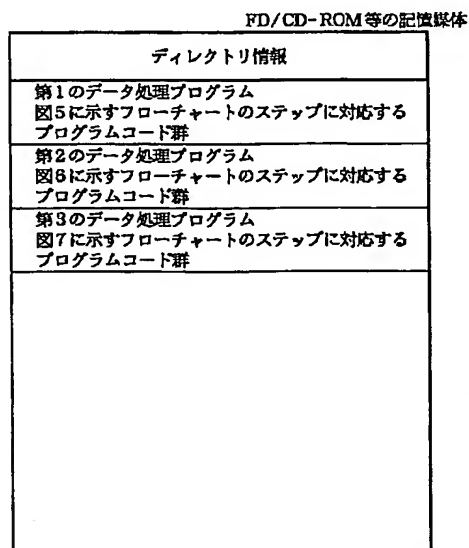 FD/CD-ROM等の記憶媒体
ディレクトリ情報
第1のデータ処理プログラム
図5に示すフローチャートのステップに対応する
プログラムコード群
第2のデータ処理プログラム
図6に示すフローチャートのステップに対応する
プログラムコード群
第3のデータ処理プログラム
図7に示すフローチャートのステップに対応する
プログラムコード群